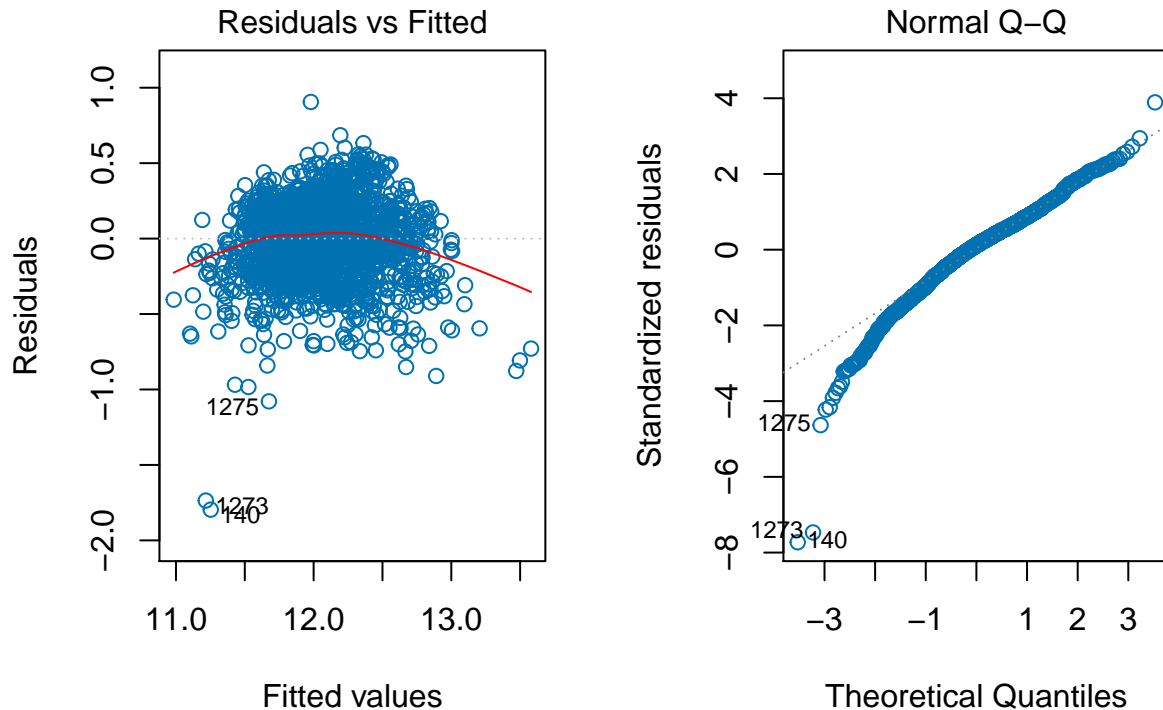 Residuals vs Fitted
Residuals
1.0
0.5
0.0
−1.0
−2.0
1275
1273
140
11.0 12.0 13.0
Fitted values
Normal Q−Q
Standardized residuals
4
2
0
−2
−4
−6
−8
1275
1273
140
−3 −1 1 2 3
Theoretical Quantiles